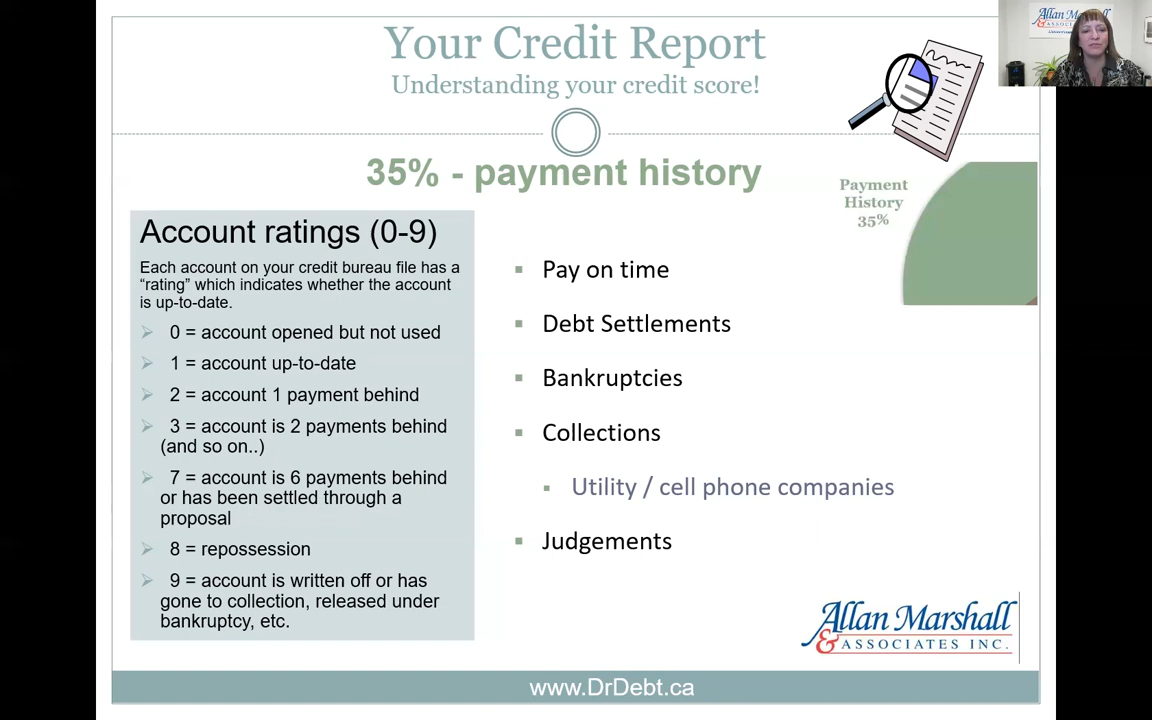 Your Credit Report
Understanding your credit score!
35% - payment history
Payment
History
35%
Account ratings (0-9)
Each account on your credit bureau file has a
“rating” which indicates whether the account
is up-to-date.
0 = account opened but not used
1 = account up-to-date
2 = account 1 payment behind
3 = account is 2 payments behind
(and so on..)
7 = account is 6 payments behind
or has been settled through a
proposal
8 = repossession
9 = account is written off or has
gone to collection, released under
bankruptcy, etc.
Pay on time
Debt Settlements
Bankruptcies
Collections
Utility / cell phone companies
Judgements
Allan Marshall
& ASSOCIATES INC.
www.DrDebt.ca
Allan Marshall